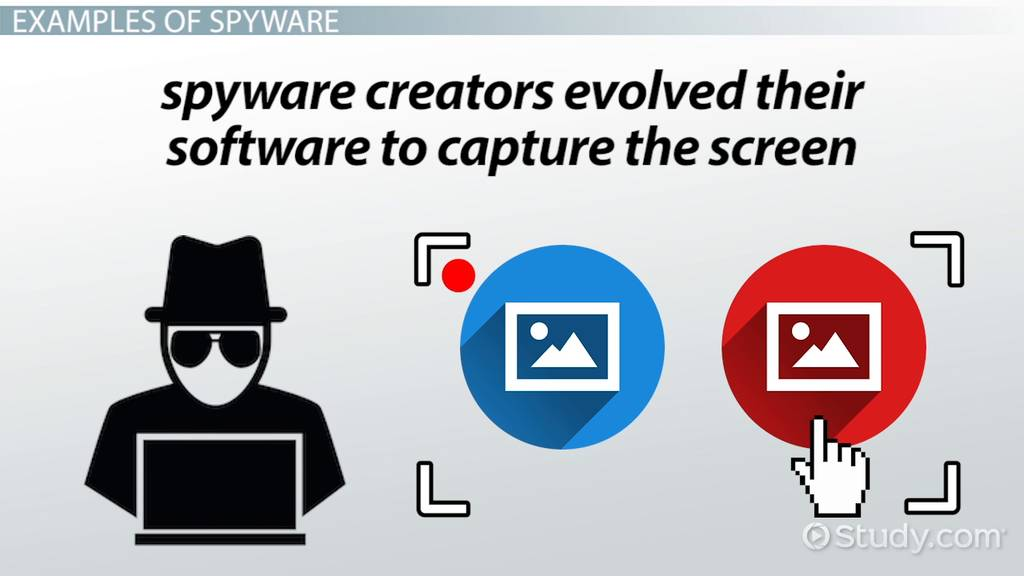 EXAMPLES OF SPYWARE
spyware creators evolved their
software to capture the screen
Study.com